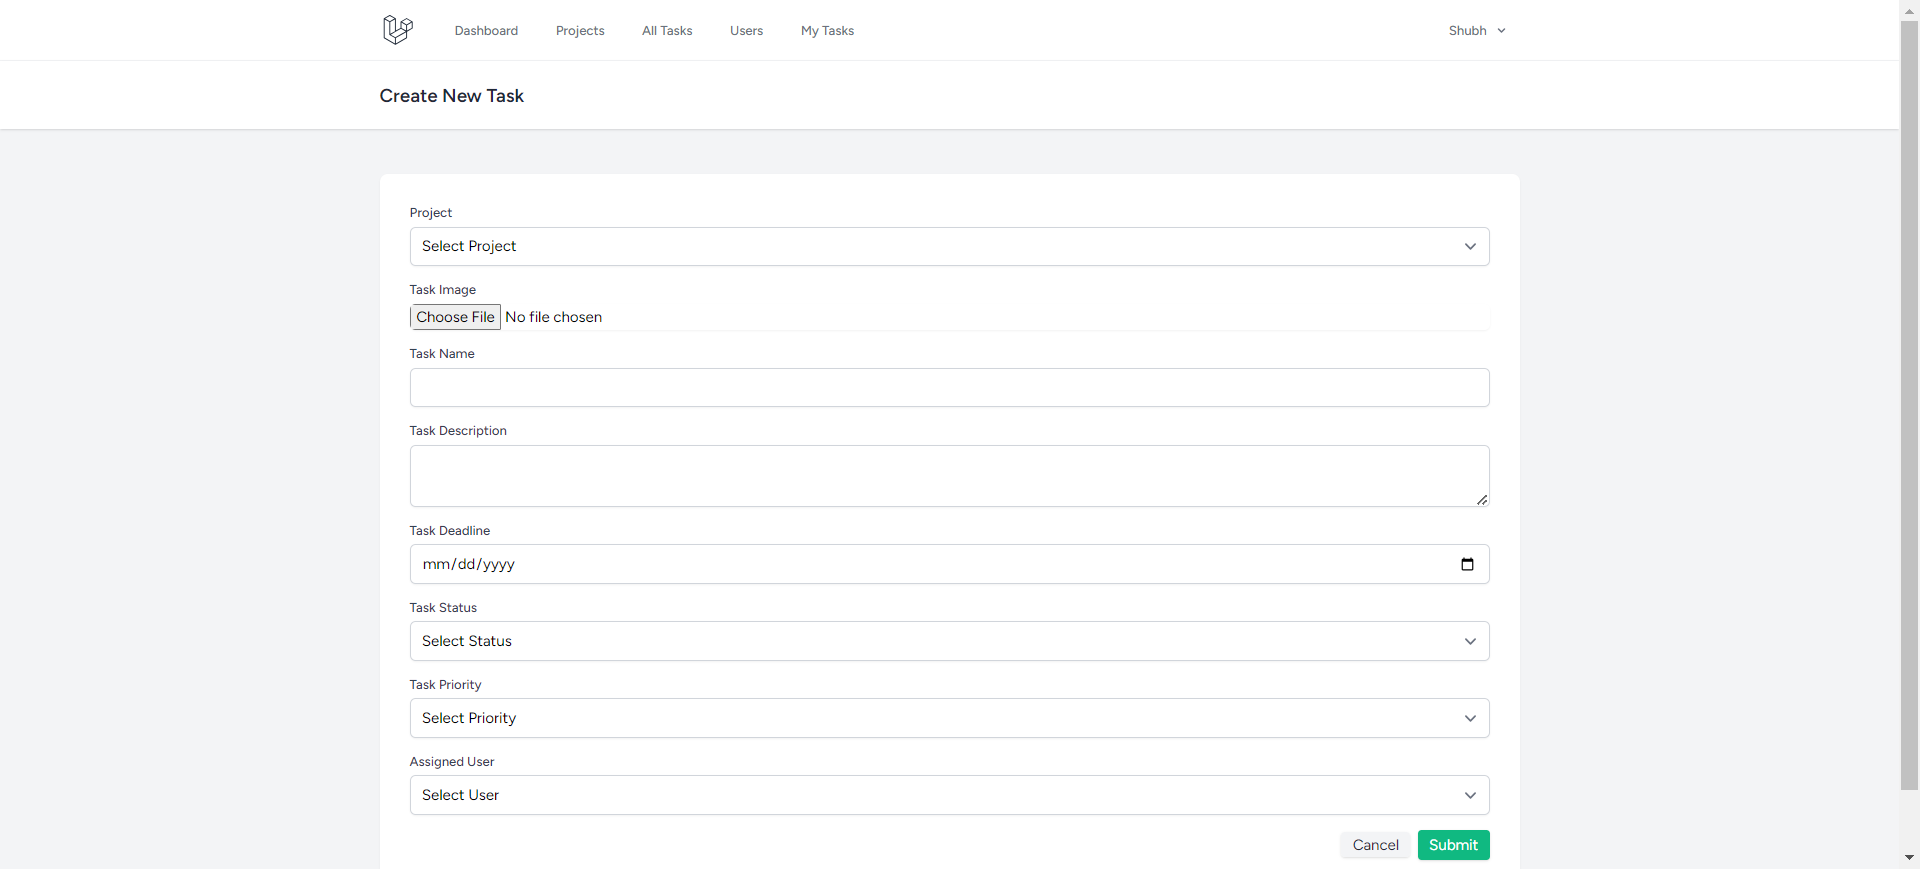 Dashboard Projects All Tasks Users My Tasks Shubh
Create New Task
Project
Select Project
Task Image
Choose File No file chosen
Task Name
Task Description
Task Deadline
mm/dd/yyyy
Task Status
Select Status
Task Priority
Select Priority
Assigned User
Select User
Cancel Submit